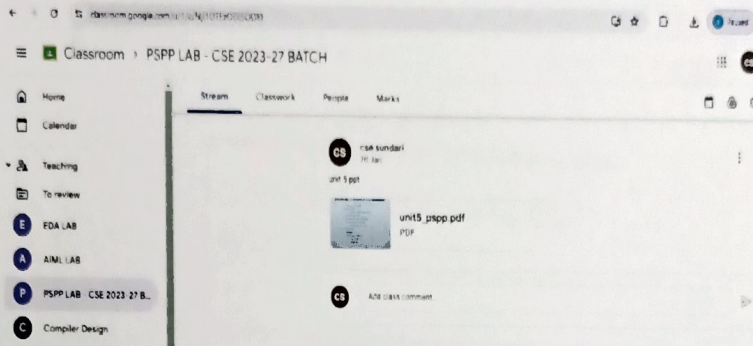 Classroom > PSPP LAB - CSE 2023-27 BATCH
Home
Calendar
Teaching
To review
E EDA LAB
A AIML LAB
P PSPP LAB - CSE 2023-27 B...
C Compiler Design
Stream Classwork People Marks
CS cse sundari
unit 5 ppt
unit5_pspp.pdf
PDF
CS Add class comment
Paused
CS